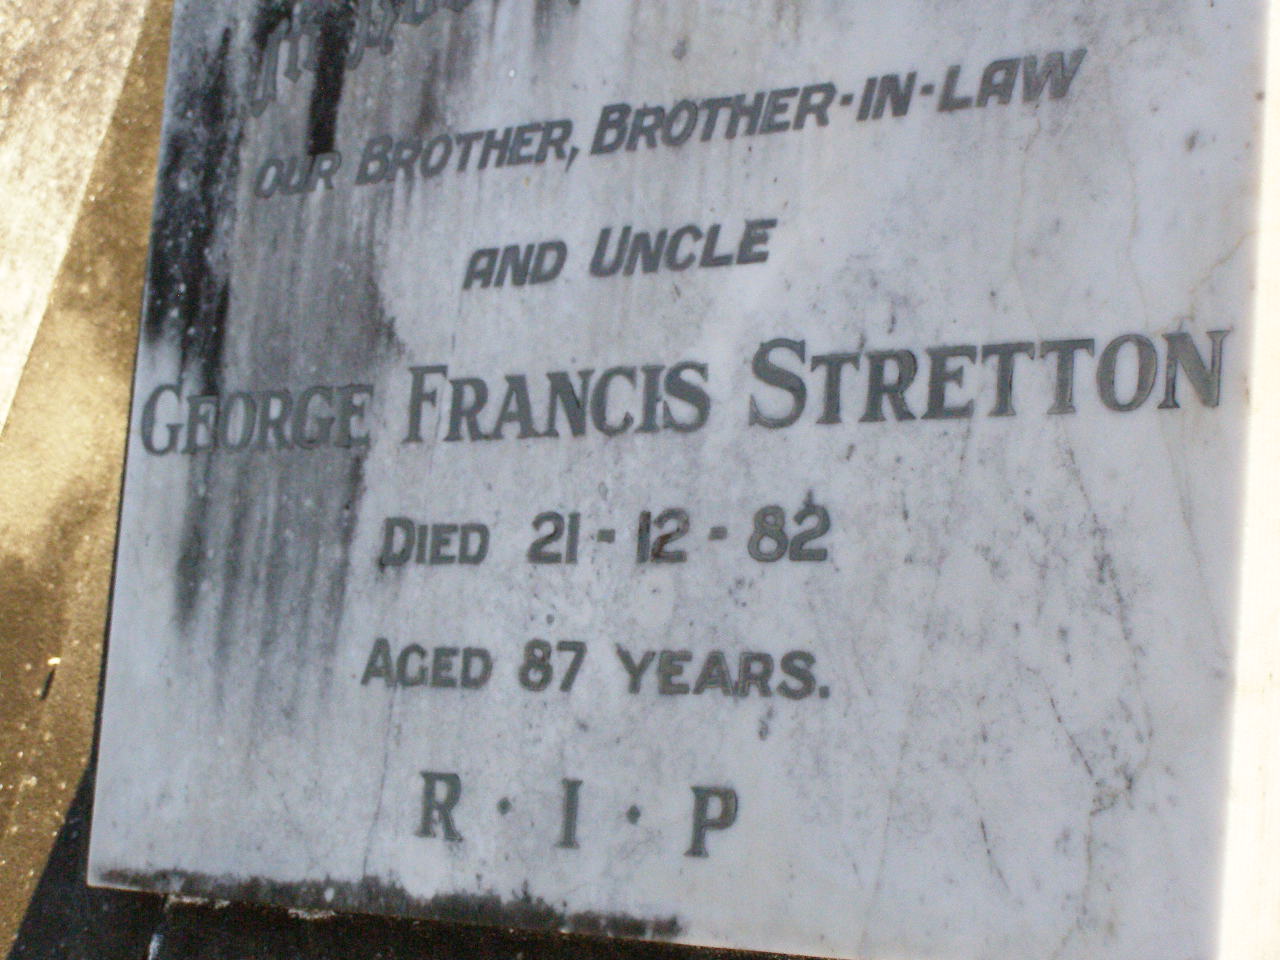 OUR BROTHER, BROTHER-IN-LAW
AND UNCLE
GEORGE FRANCIS STRETTON
DIED 21-12-82
AGED 87 YEARS.
R·I·P